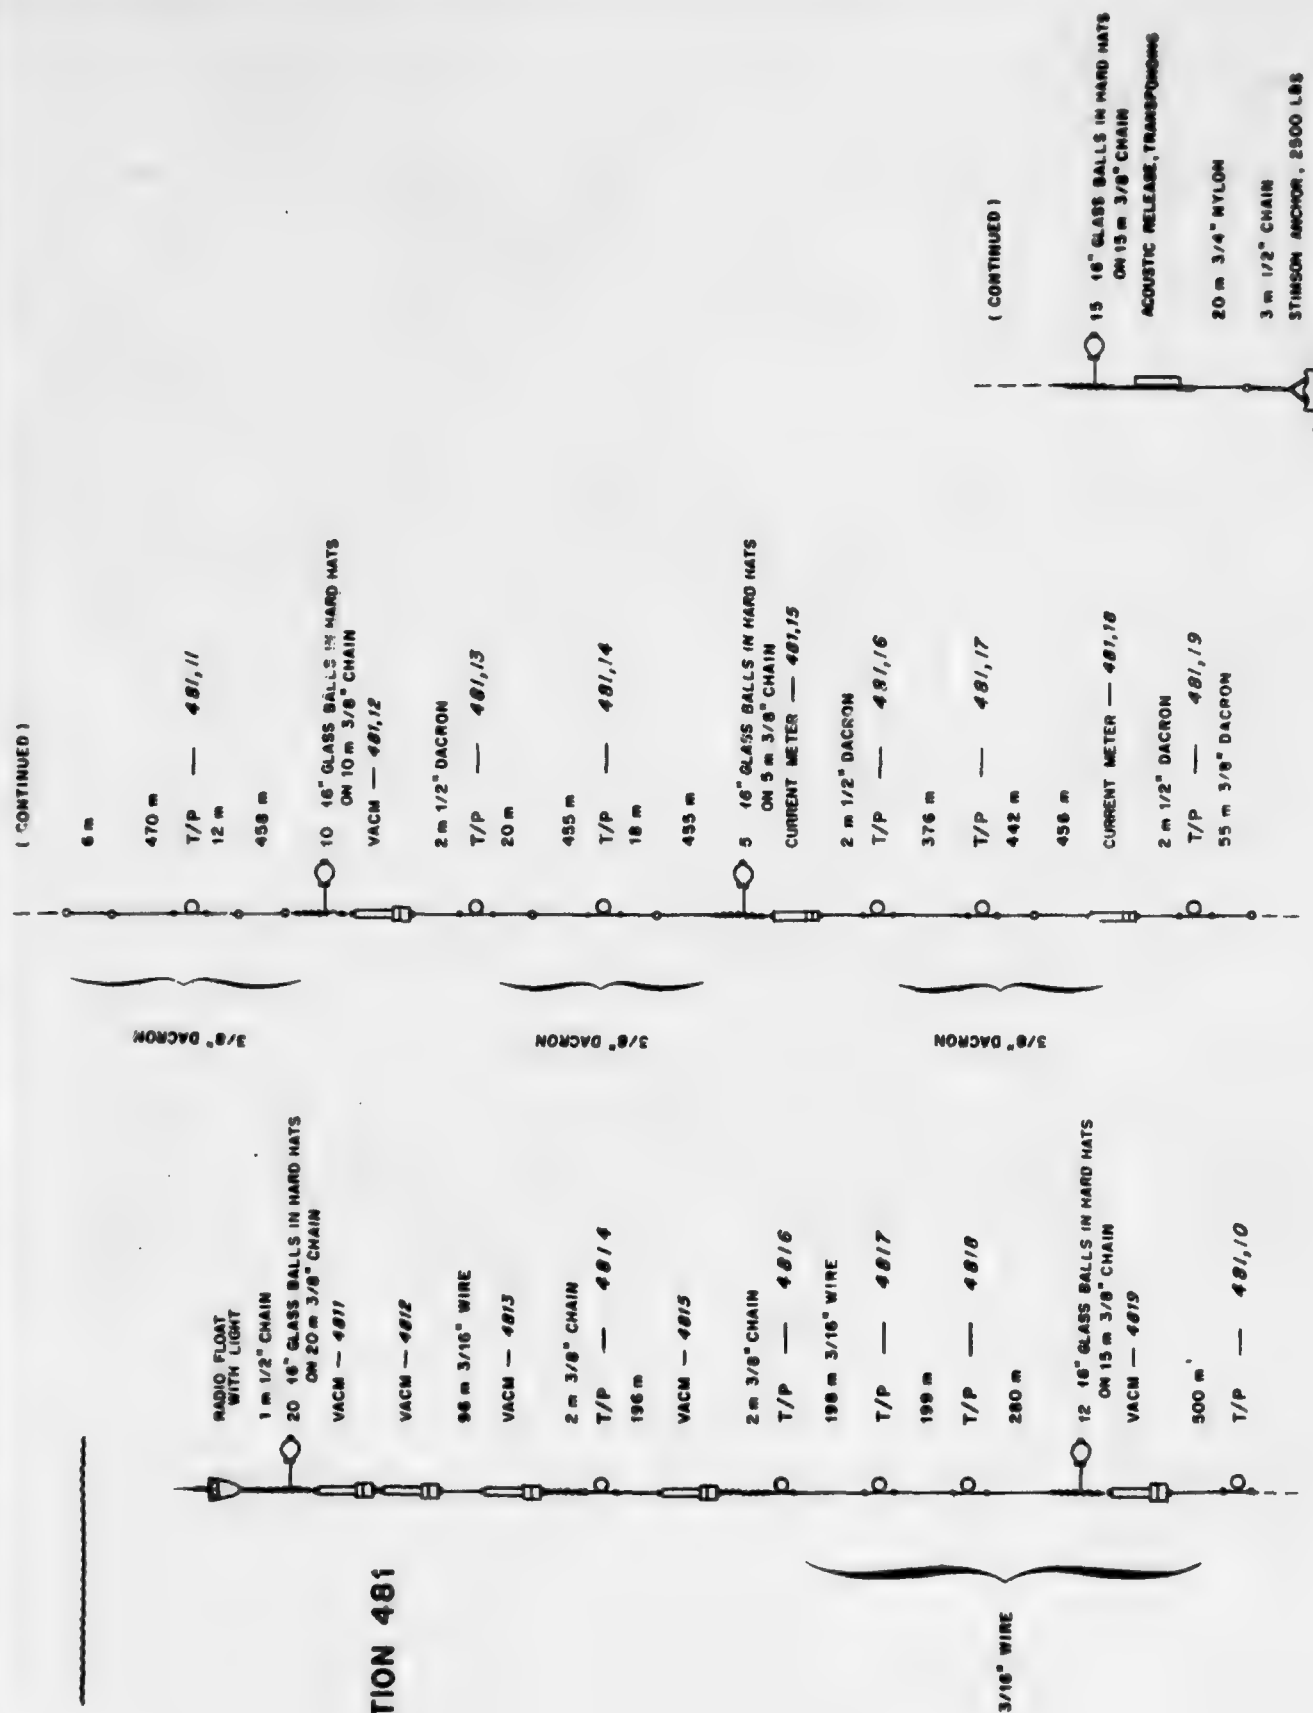 TION 481
RADIO FLOAT
WITH LIGHT
1 m 1/2" CHAIN
20 16" GLASS BALLS IN HARD HATS
ON 20 m 3/8" CHAIN
VACM — 4811
VACM — 4812
96 m 3/16" WIRE
VACM — 4813
2 m 3/8" CHAIN
T/P — 4814
196 m
VACM — 4815
2 m 3/8" CHAIN
T/P — 4816
198 m 3/16" WIRE
T/P — 4817
199 m
T/P — 4818
280 m
12 16" GLASS BALLS IN HARD HATS
ON 15 m 3/8" CHAIN
VACM — 4819
500 m
T/P — 481,10
3/16" WIRE
( CONTINUED )
6 m
470 m
T/P — 481,11
12 m
458 m
3/8" DACRON
10 16" GLASS BALLS IN HARD HATS
ON 10 m 3/8" CHAIN
VACM — 481,12
2 m 1/2" DACRON
T/P — 481,13
20 m
455 m
T/P — 481,14
18 m
455 m
3/8" DACRON
5 16" GLASS BALLS IN HARD HATS
ON 5 m 3/8" CHAIN
CURRENT METER — 481,15
2 m 1/2" DACRON
T/P — 481,16
376 m
T/P — 481,17
442 m
456 m
3/8" DACRON
CURRENT METER — 481,18
2 m 1/2" DACRON
T/P — 481,19
55 m 3/8" DACRON
( CONTINUED )
15 16" GLASS BALLS IN HARD HATS
ON 15 m 3/8" CHAIN
ACOUSTIC RELEASE, TRANSPONDING
20 m 3/4" NYLON
3 m 1/2" CHAIN
STIMSON ANCHOR, 2500 LBS